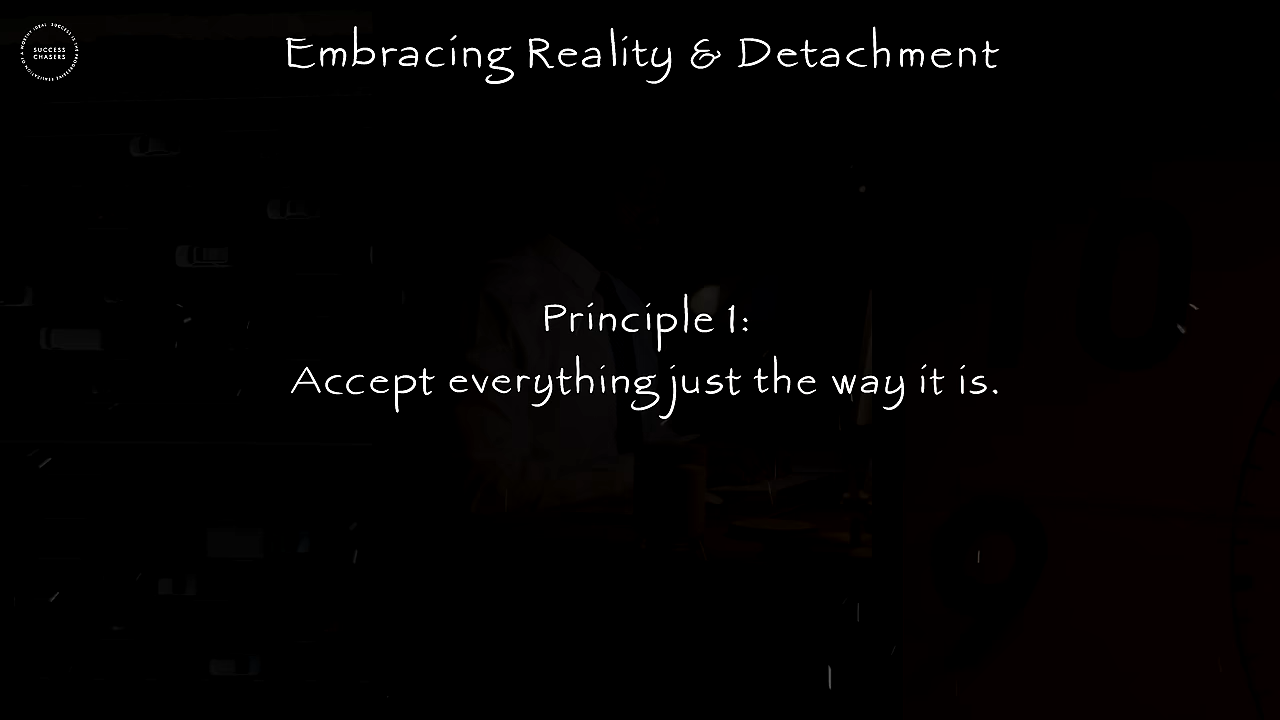 Embracing Reality & Detachment
SUCCESS
CHASERS
Principle 1:
Accept everything just the way it is.